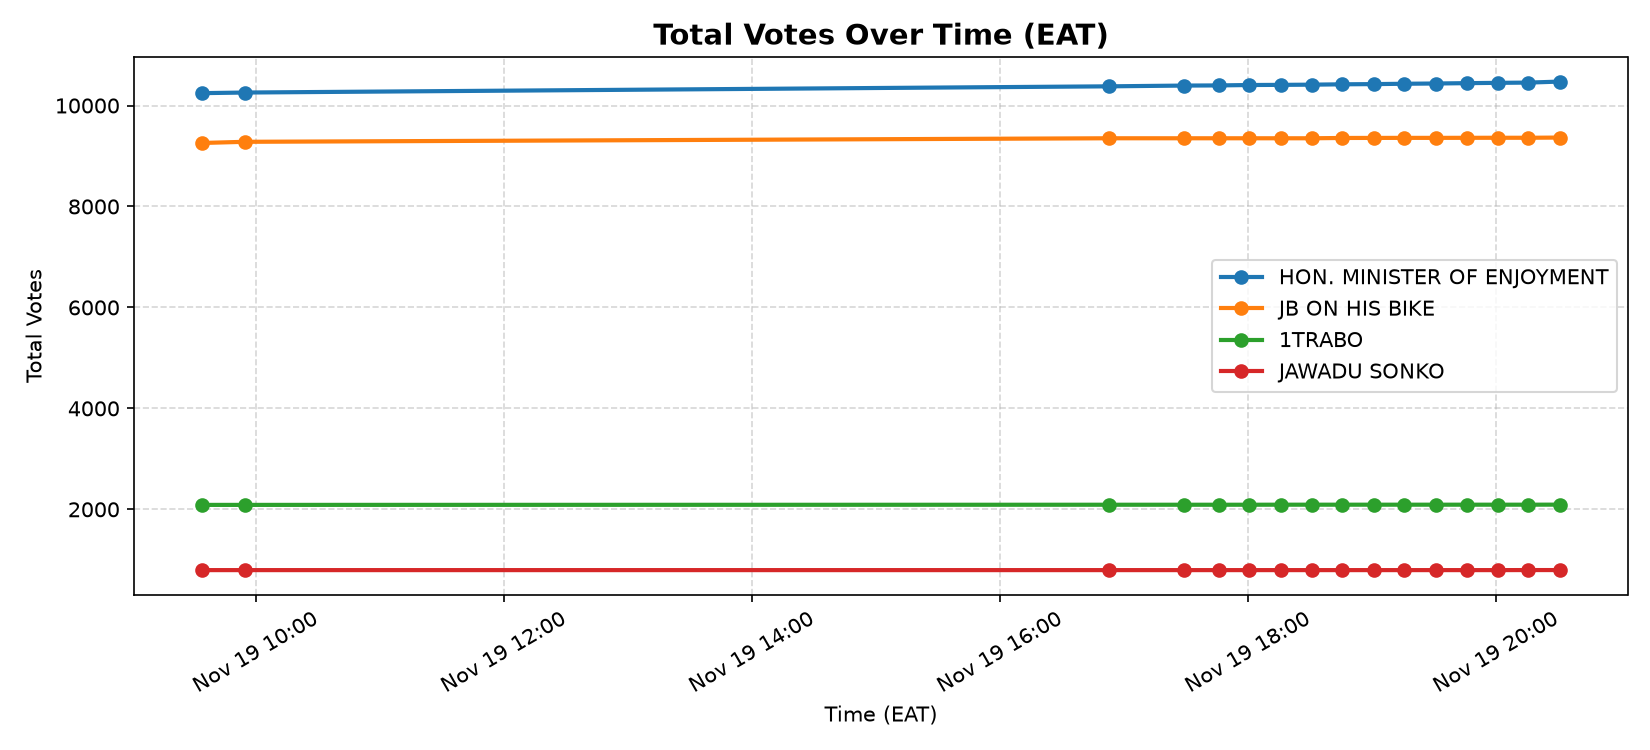 Total Votes Over Time (EAT)
Total Votes
10000
8000
6000
4000
2000
HON. MINISTER OF ENJOYMENT
JB ON HIS BIKE
1TRABO
JAWADU SONKO
Nov 19 10:00
Nov 19 12:00
Nov 19 14:00
Nov 19 16:00
Nov 19 18:00
Nov 19 20:00
Time (EAT)